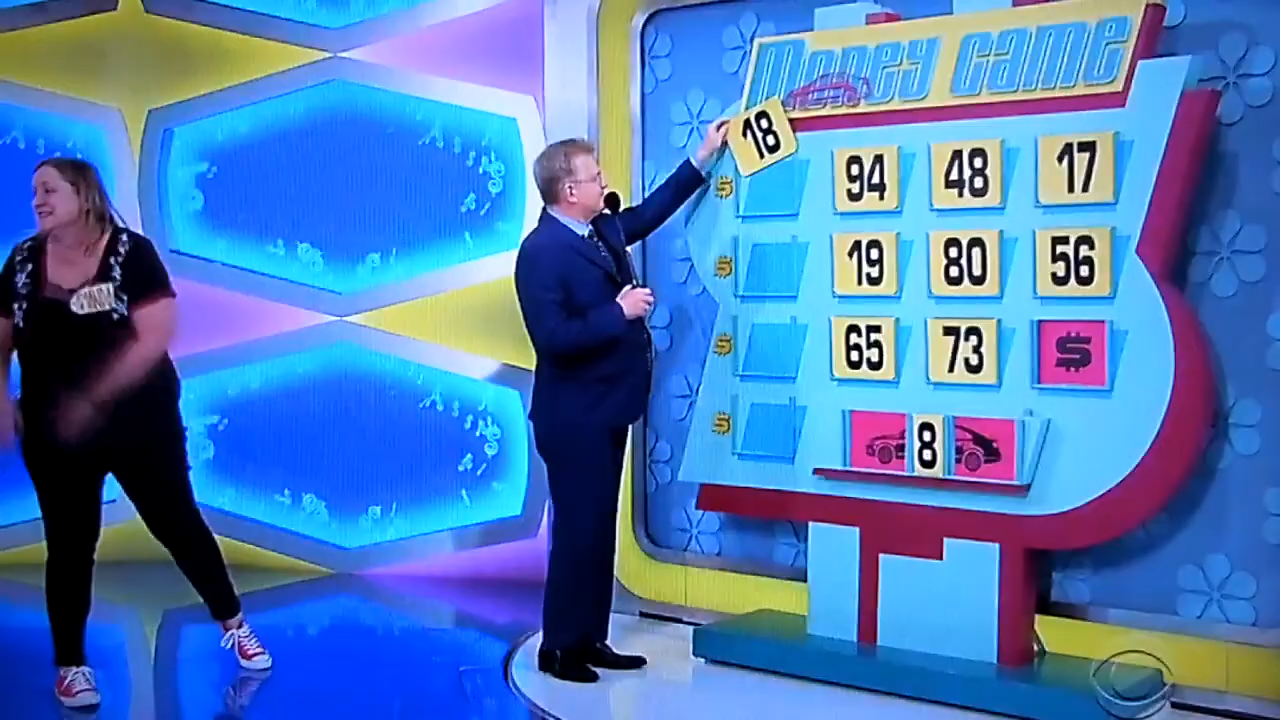 Money Game
18
$ 94 48 17
$ 19 80 56
$ 65 73 $
$ 8